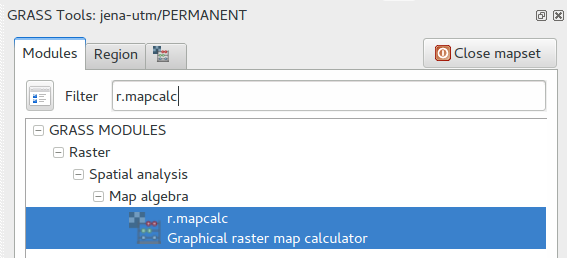 GRASS Tools: jena-utm/PERMANENT
Modules Region Close mapset
Filter r.mapcalc
GRASS MODULES
Raster
Spatial analysis
Map algebra
r.mapcalc
Graphical raster map calculator